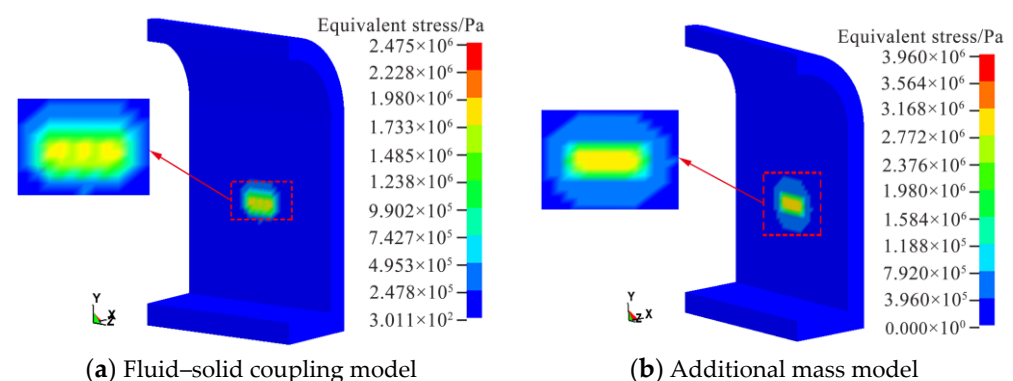 Equivalent stress/Pa
2.475×10⁶
2.228×10⁶
1.980×10⁶
1.733×10⁶
1.485×10⁶
1.238×10⁶
9.902×10⁵
7.427×10⁵
4.953×10⁵
2.478×10⁵
3.011×10²
Y
X
Z
(a) Fluid–solid coupling model
Equivalent stress/Pa
3.960×10⁶
3.564×10⁶
3.168×10⁶
2.772×10⁶
2.376×10⁶
1.980×10⁶
1.584×10⁶
1.188×10⁵
7.920×10⁵
3.960×10⁵
0.000×10⁰
Y
Z X
(b) Additional mass model